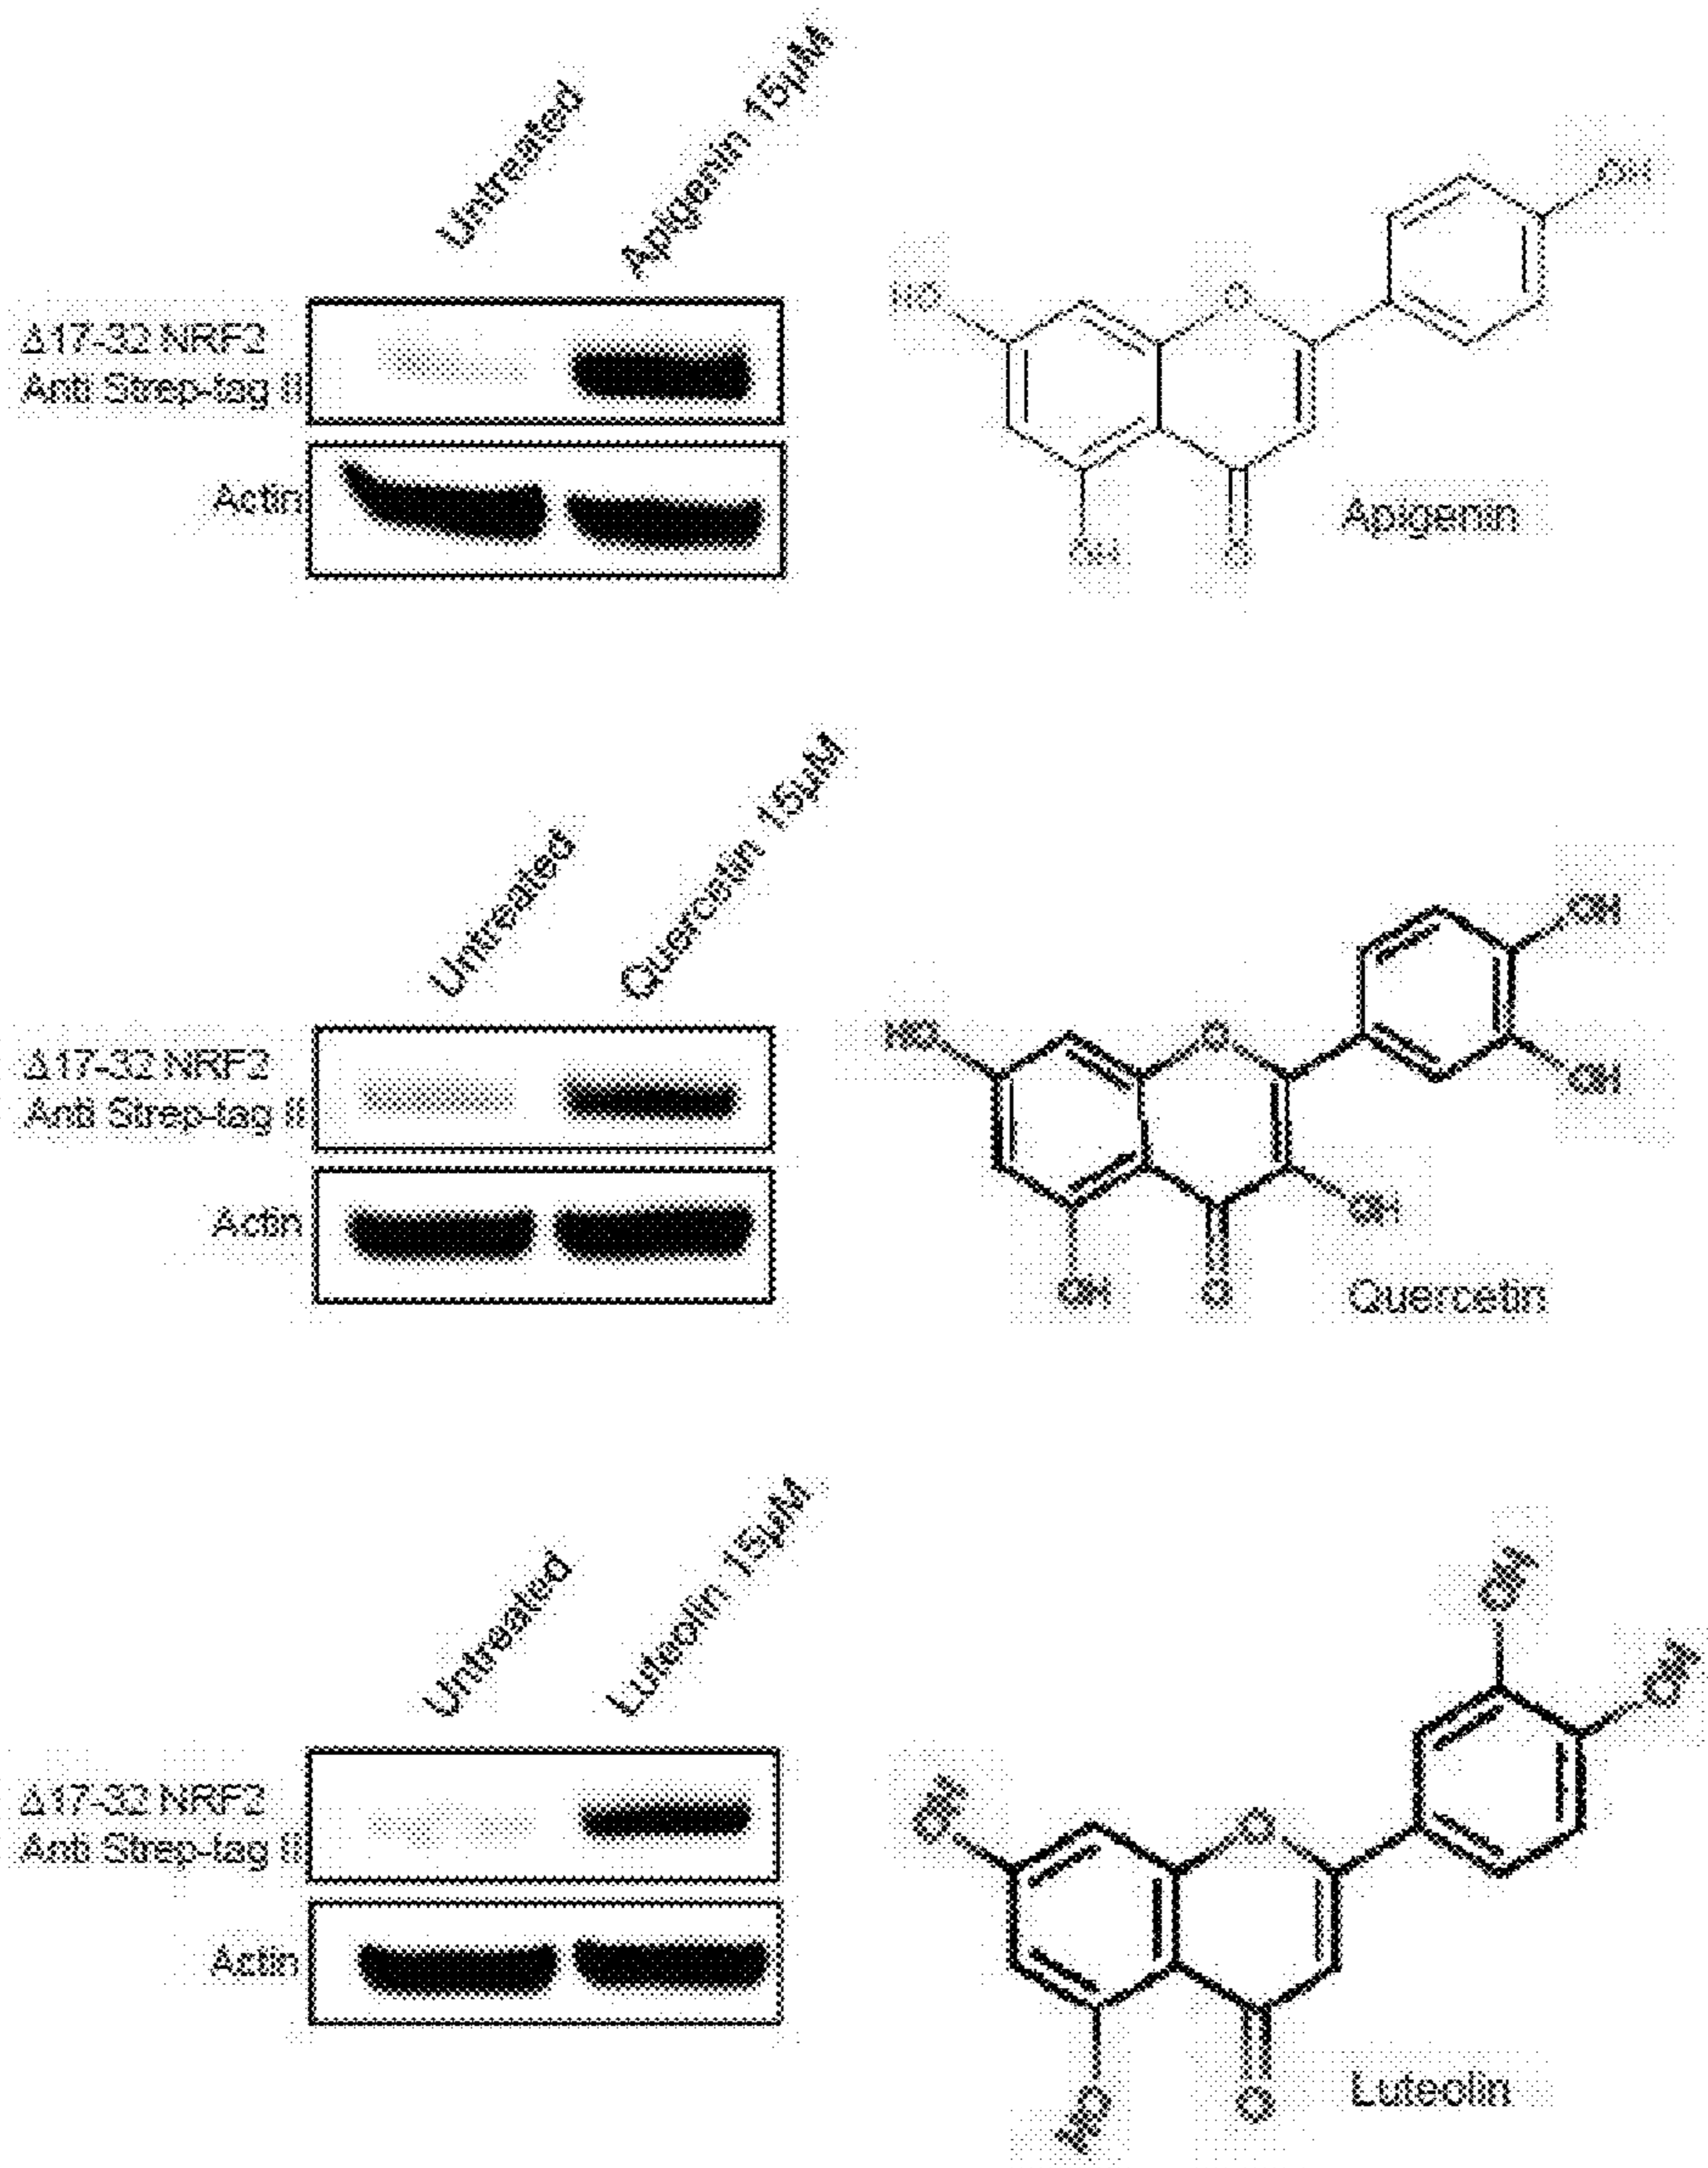 Untreated
Apigenin 15µM
Δ17-32 NRF2
Anti Strep-tag II
Actin
HO
O
OH
OH
O
Apigenin
Untreated
Quercetin 15µM
Δ17-32 NRF2
Anti Strep-tag II
Actin
HO
O
OH
OH
OH
OH
O
Quercetin
Untreated
Luteolin 15µM
Δ17-32 NRF2
Anti Strep-tag II
Actin
OH
OH
OH
O
HO
O
Luteolin